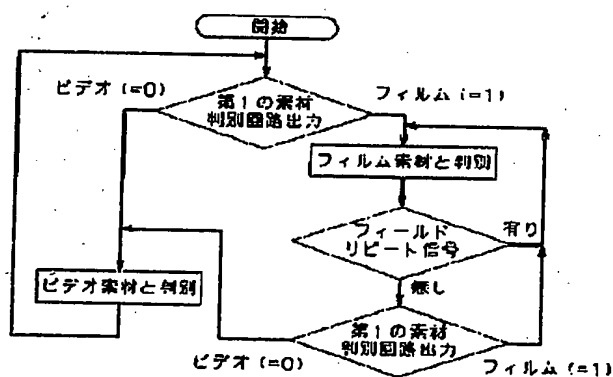 開始
ビデオ (=0)
第1の素材
判別回路出力
フィルム (=1)
フィルム素材と判別
フィールド
リピート信号
有り
無し
ビデオ素材と判別
第1の素材
判別回路出力
ビデオ (=0)
フィルム (=1)